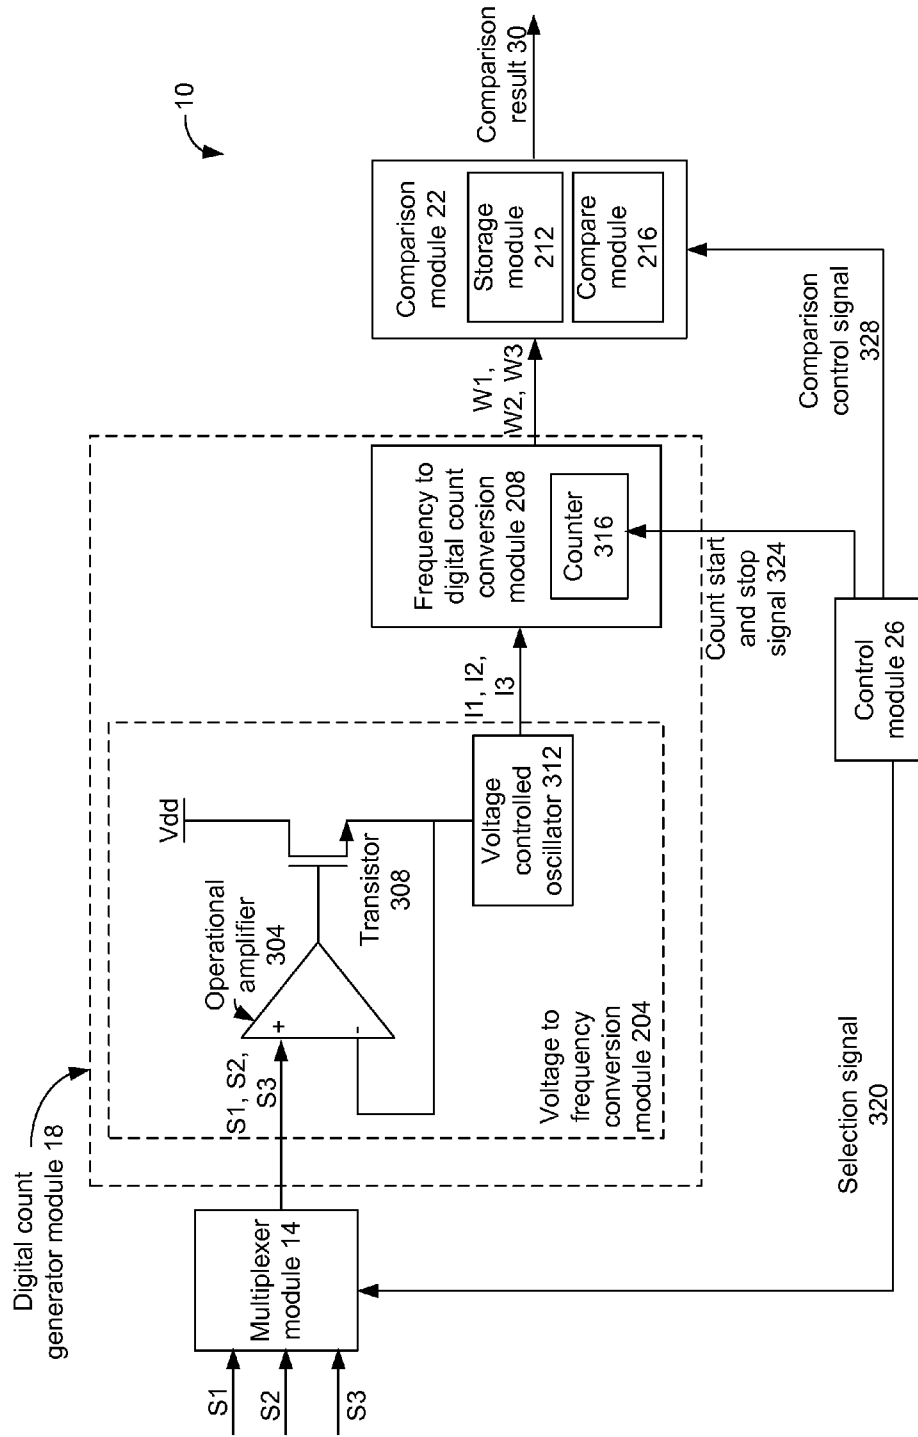 10
Digital count
generator module 18
S1
S2
S3
Multiplexer
module 14
S1, S2,
S3
Operational
amplifier
304
+
-
Vdd
Transistor
308
Voltage
controlled
oscillator 312
Voltage to
frequency
conversion
module 204
I1, I2,
I3
Frequency to
digital count
conversion
module 208
Counter
316
W1,
W2, W3
Comparison
module 22
Storage
module
212
Compare
module
216
Comparison
result 30
Selection signal
320
Control
module 26
Count start
and stop
signal 324
Comparison
control signal
328